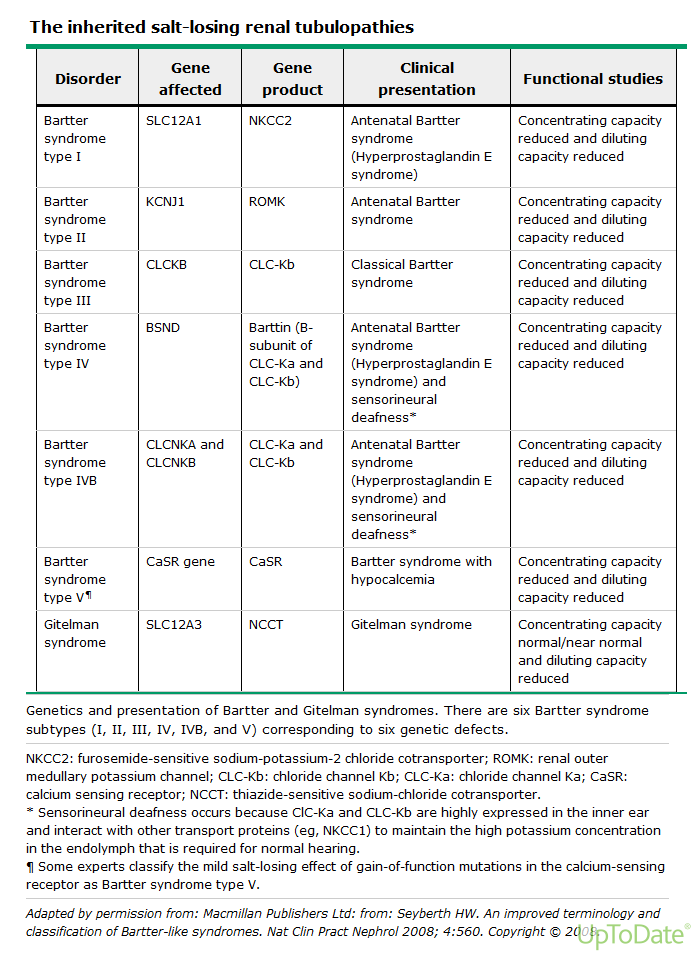 The inherited salt-losing renal tubulopathies
Disorder
Gene affected
Gene product
Clinical presentation
Functional studies
Bartter syndrome type I
SLC12A1
NKCC2
Antenatal Bartter syndrome (Hyperprostaglandin E syndrome)
Concentrating capacity reduced and diluting capacity reduced
Bartter syndrome type II
KCNJ1
ROMK
Antenatal Bartter syndrome
Concentrating capacity reduced and diluting capacity reduced
Bartter syndrome type III
CLCKB
CLC-Kb
Classical Bartter syndrome
Concentrating capacity reduced and diluting capacity reduced
Bartter syndrome type IV
BSND
Barttin (B-subunit of CLC-Ka and CLC-Kb)
Antenatal Bartter syndrome (Hyperprostaglandin E syndrome) and sensorineural deafness*
Concentrating capacity reduced and diluting capacity reduced
Bartter syndrome type IVB
CLCNKA and CLCNKB
CLC-Ka and CLC-Kb
Antenatal Bartter syndrome (Hyperprostaglandin E syndrome) and sensorineural deafness*
Concentrating capacity reduced and diluting capacity reduced
Bartter syndrome type V¶
CaSR gene
CaSR
Bartter syndrome with hypocalcemia
Concentrating capacity reduced and diluting capacity reduced
Gitelman syndrome
SLC12A3
NCCT
Gitelman syndrome
Concentrating capacity normal/near normal and diluting capacity reduced
Genetics and presentation of Bartter and Gitelman syndromes. There are six Bartter syndrome
subtypes (I, II, III, IV, IVB, and V) corresponding to six genetic defects.
NKCC2: furosemide-sensitive sodium-potassium-2 chloride cotransporter; ROMK: renal outer
medullary potassium channel; CLC-Kb: chloride channel Kb; CLC-Ka: chloride channel Ka; CaSR:
calcium sensing receptor; NCCT: thiazide-sensitive sodium-chloride cotransporter.
* Sensorineural deafness occurs because ClC-Ka and CLC-Kb are highly expressed in the inner ear
and interact with other transport proteins (eg, NKCC1) to maintain the high potassium concentration
in the endolymph that is required for normal hearing.
¶ Some experts classify the mild salt-losing effect of gain-of-function mutations in the calcium-sensing
receptor as Bartter syndrome type V.
Adapted by permission from: Macmillan Publishers Ltd: from: Seyberth HW. An improved terminology and
classification of Bartter-like syndromes. Nat Clin Pract Nephrol 2008; 4:560. Copyright © 2008.
UpToDate®